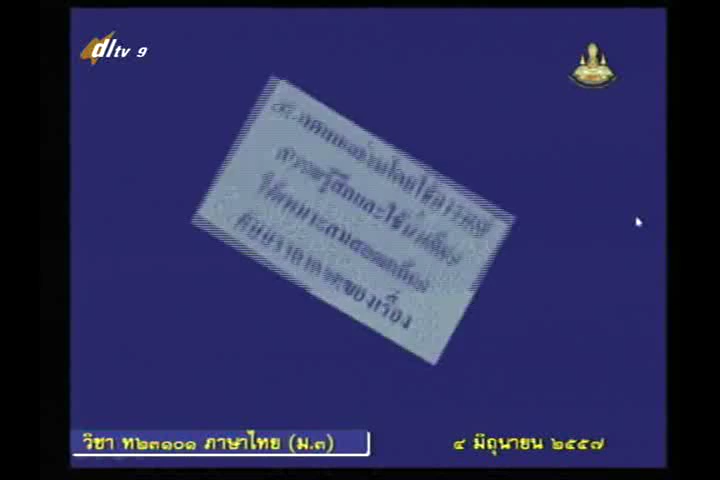 dltv 9
ความรู้สึกและใช้น้ำเสียง
ให้เหมาะสมสอดคล้อง
กับบรรยากาศของเรื่อง
วิชา ท๒๓๑๐๑ ภาษาไทย (ม.๓)
๔ มิถุนายน ๒๕๕๗